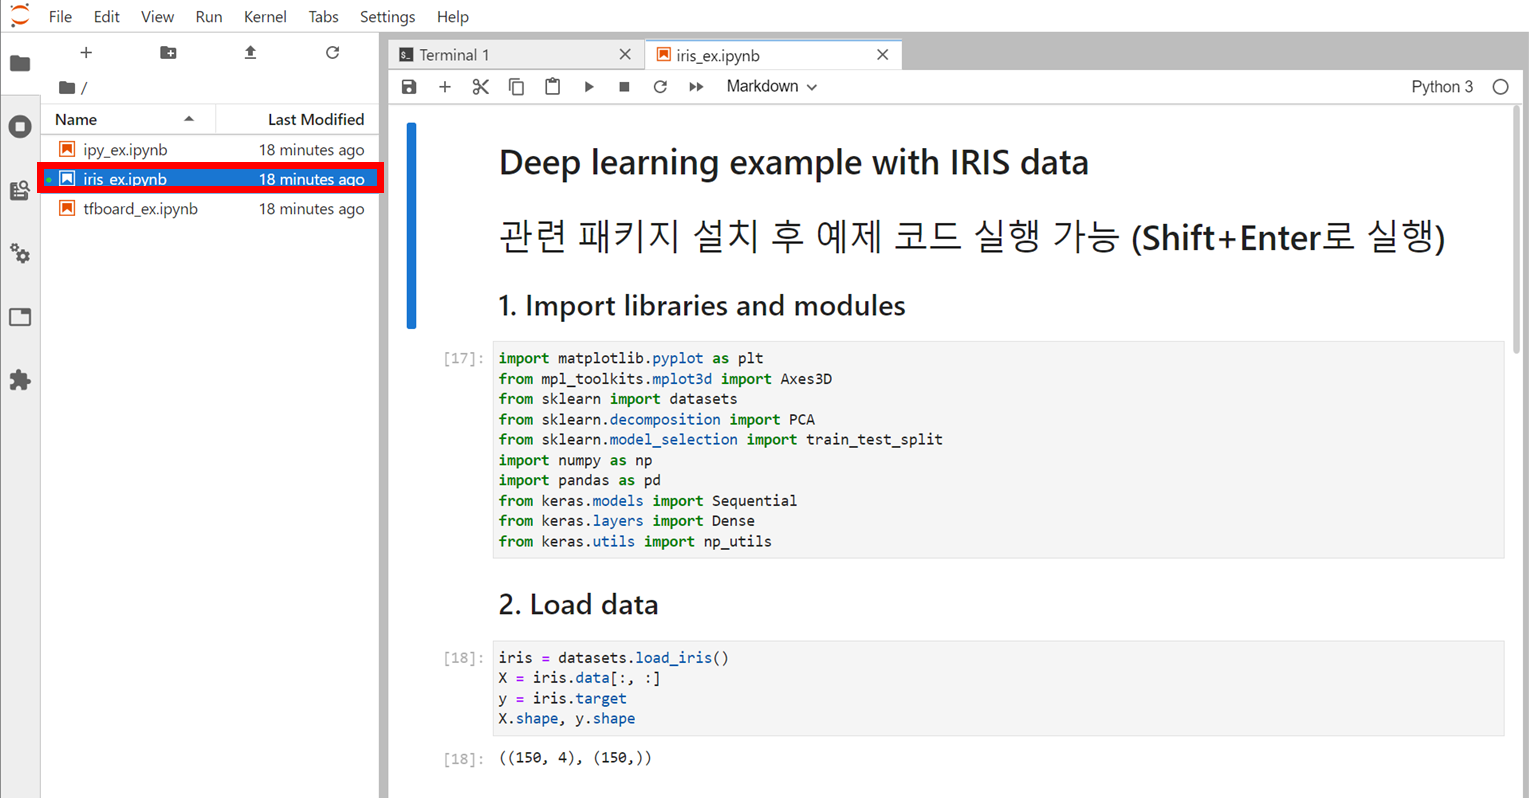 File Edit View Run Kernel Tabs Settings Help
/
Name Last Modified
ipy_ex.ipynb 18 minutes ago
iris_ex.ipynb 18 minutes ago
tfboard_ex.ipynb 18 minutes ago
Terminal 1
iris_ex.ipynb
Markdown
Python 3
Deep learning example with IRIS data
관련 패키지 설치 후 예제 코드 실행 가능 (Shift+Enter로 실행)
1. Import libraries and modules
[17]:
import matplotlib.pyplot as plt
from mpl_toolkits.mplot3d import Axes3D
from sklearn import datasets
from sklearn.decomposition import PCA
from sklearn.model_selection import train_test_split
import numpy as np
import pandas as pd
from keras.models import Sequential
from keras.layers import Dense
from keras.utils import np_utils
2. Load data
[18]:
iris = datasets.load_iris()
X = iris.data[:, :]
y = iris.target
X.shape, y.shape
[18]: ((150, 4), (150,))